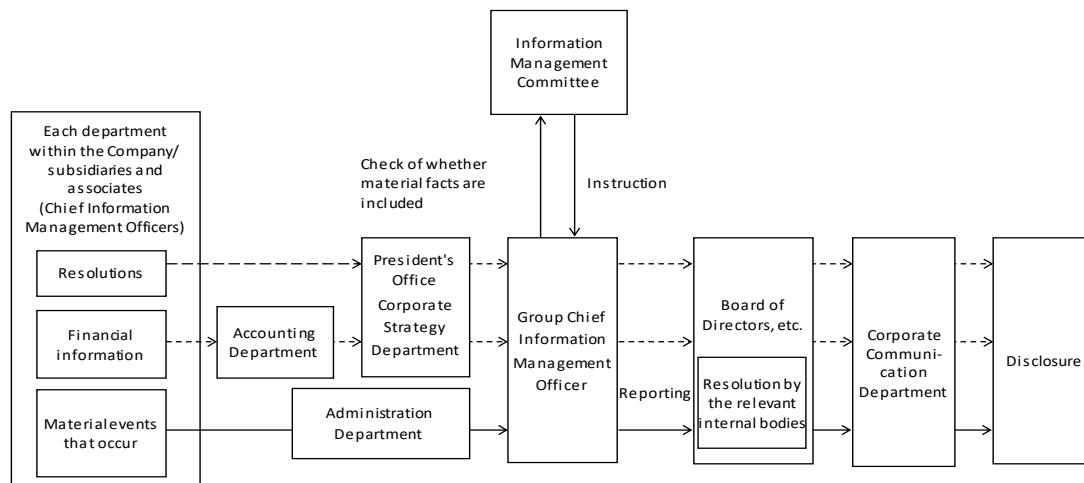 Information
Management
Committee
Each department
within the Company/
subsidiaries and
associates
(Chief Information
Management Officers)
Check of whether
material facts are
included
Instruction
Resolutions
President's
Office
Corporate
Strategy
Department
Financial
information
Accounting
Department
Group Chief
Information
Management
Officer
Board of
Directors, etc.
Corporate
Communi-
cation
Department
Disclosure
Material events
that occur
Administration
Department
Reporting
Resolution by
the relevant
internal bodies